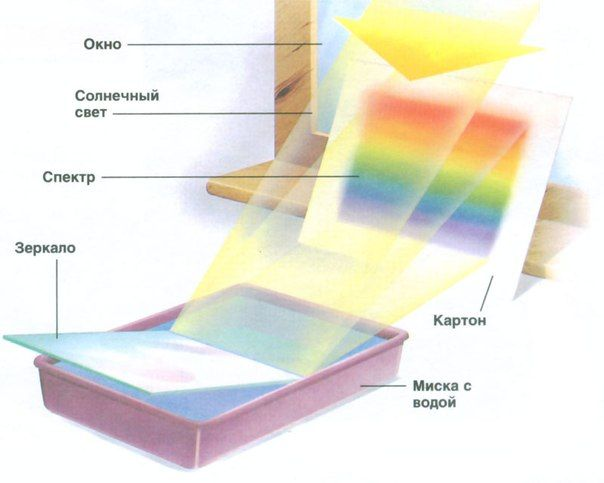 Окно
Солнечный
свет
Спектр
Зеркало
Картон
Миска с
водой